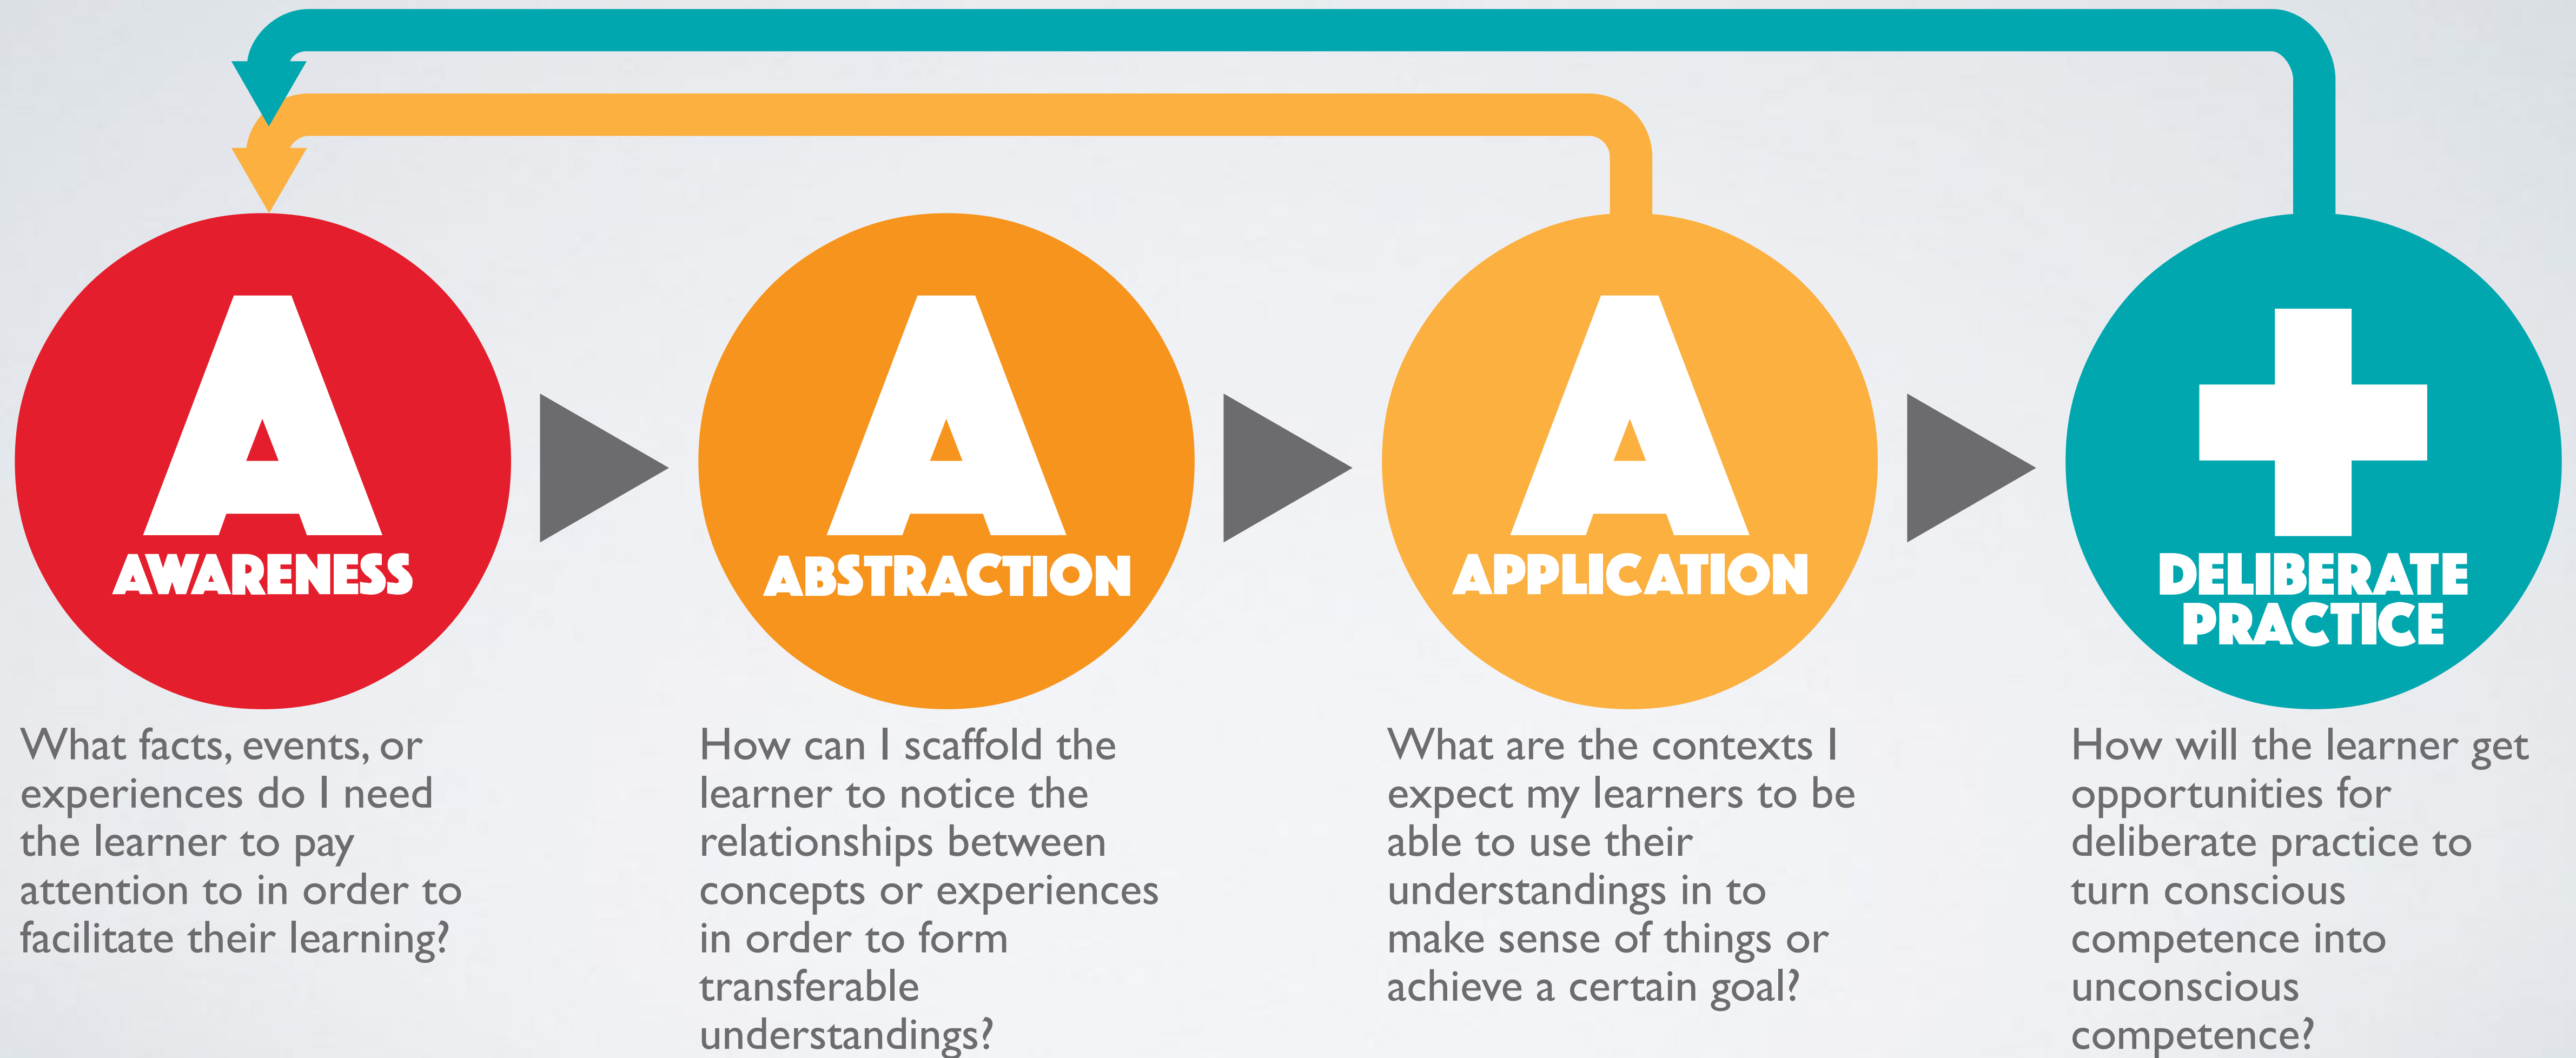 A
AWARENESS
What facts, events, or
experiences do I need
the learner to pay
attention to in order to
facilitate their learning?
A
ABSTRACTION
How can I scaffold the
learner to notice the
relationships between
concepts or experiences
in order to form
transferable
understandings?
A
APPLICATION
What are the contexts I
expect my learners to be
able to use their
understandings in to
make sense of things or
achieve a certain goal?
DELIBERATE
PRACTICE
How will the learner get
opportunities for
deliberate practice to
turn conscious
competence into
unconscious
competence?